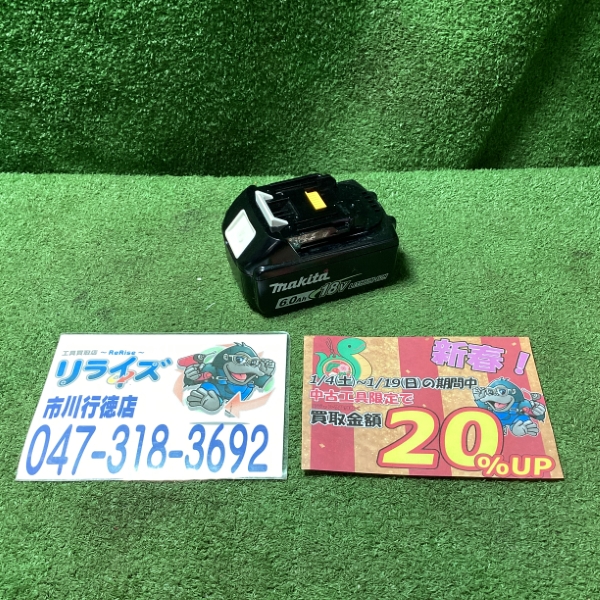 makita
6.0Ah 18V LITHIUM-ION
工具買取店 ～ReRise～
リライズ
市川行徳店
047-318-3692
新春！
1/4(土)～1/19(日)の期間中
中古工具限定で
買取金額
20%UP